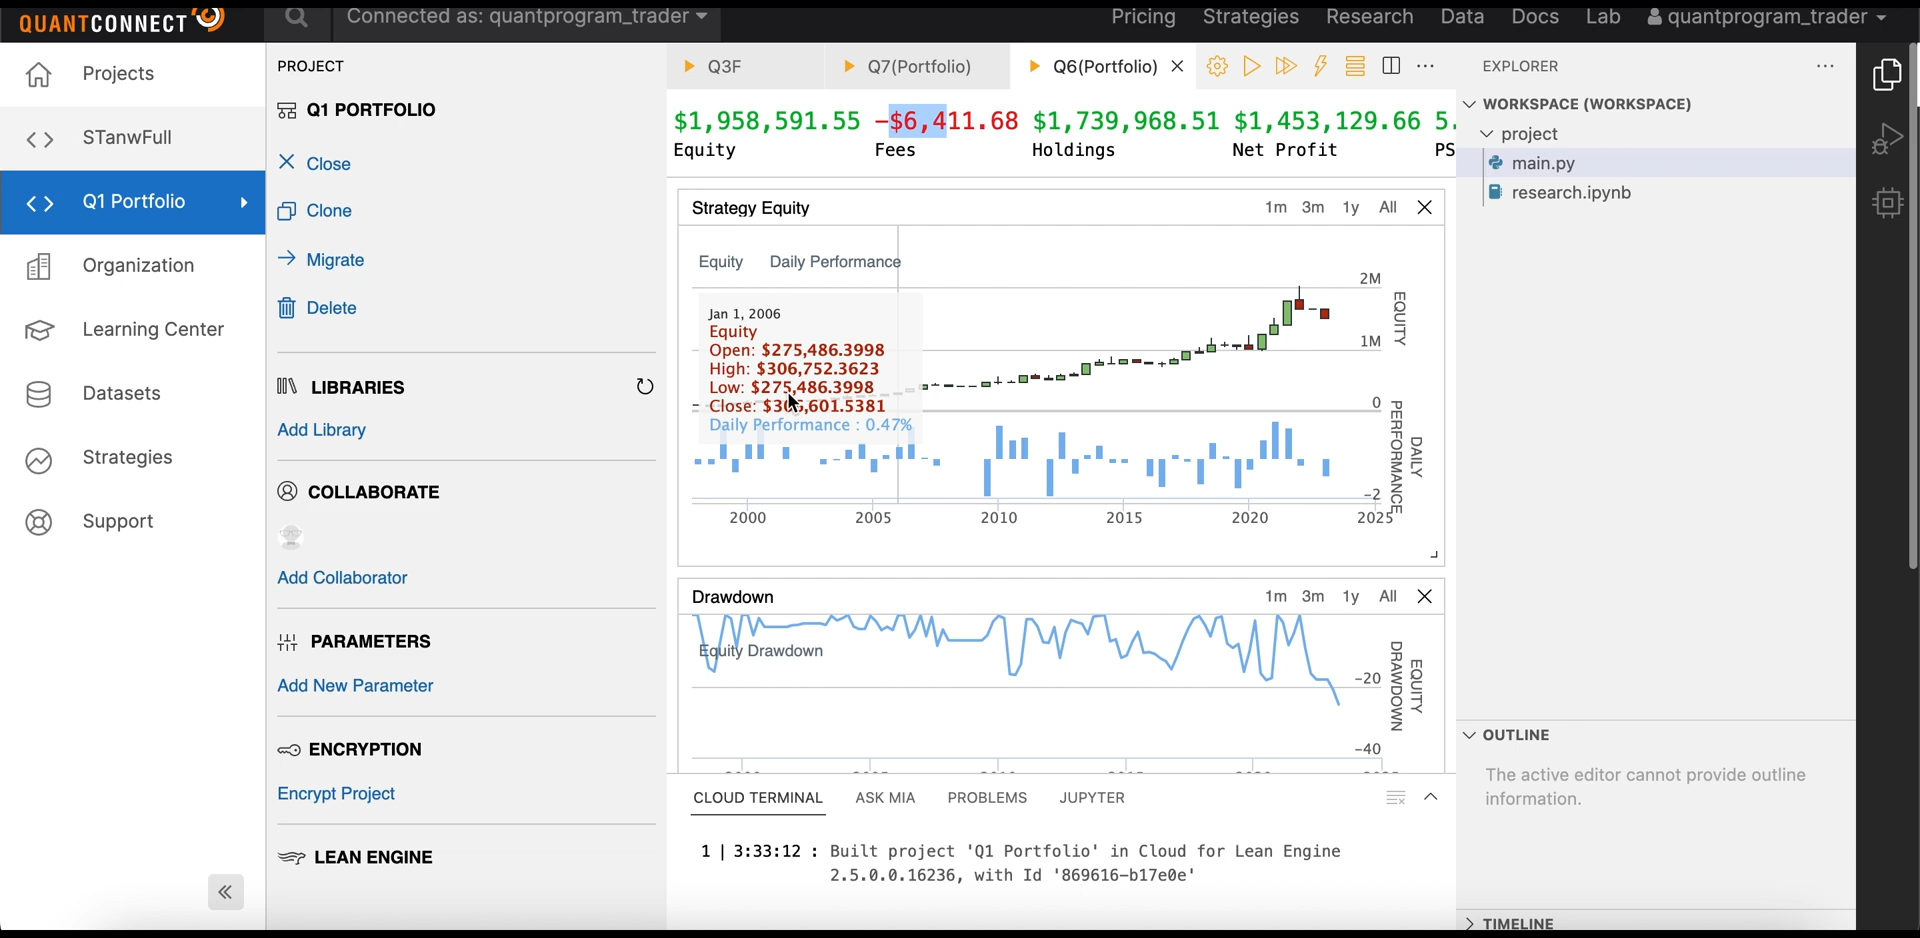 QUANTCONNECT
Connected as: quantprogram_trader
Pricing Strategies Research Data Docs Lab quantprogram_trader
Projects
STanwFull
Q1 Portfolio
Organization
Learning Center
Datasets
Strategies
Support
PROJECT
Q1 PORTFOLIO
Close
Clone
Migrate
Delete
LIBRARIES
Add Library
COLLABORATE
Add Collaborator
PARAMETERS
Add New Parameter
ENCRYPTION
Encrypt Project
LEAN ENGINE
Q3F Q7(Portfolio) Q6(Portfolio)
$1,958,591.55 -$6,411.68 $1,739,968.51 $1,453,129.66 5.
Equity Fees Holdings Net Profit PS
Strategy Equity 1m 3m 1y All
Equity Daily Performance
2M
1M
0
-2
EQUITY
DAILY
PERFORMANCE
Jan 1, 2006
Equity
Open: $275,486.3998
High: $306,752.3623
Low: $275,486.3998
Close: ,601.5381
Daily Performance : 0.47%
2000 2005 2010 2015 2020 2025
Drawdown 1m 3m 1y All
Equity Drawdown
-20
-40
EQUITY
DRAWDOWN
CLOUD TERMINAL ASK MIA PROBLEMS JUPYTER
1 | 3:33:12 : Built project 'Q1 Portfolio' in Cloud for Lean Engine
2.5.0.0.16236, with Id '869616-b17e0e'
EXPLORER
WORKSPACE (WORKSPACE)
project
main.py
research.ipynb
OUTLINE
The active editor cannot provide outline
information.
TIMELINE